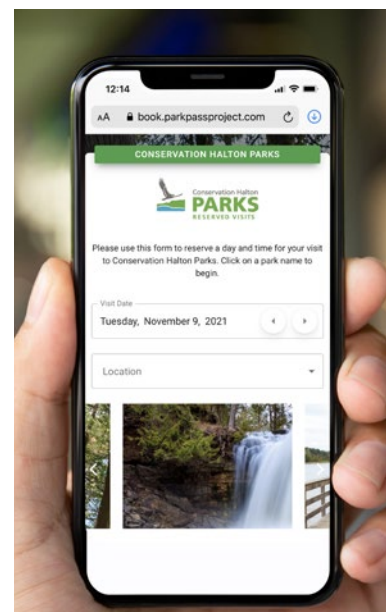 12:14
AA book.parkpassproject.com
CONSERVATION HALTON PARKS
Conservation Halton
PARKS
RESERVED VISITS
Please use this form to reserve a day and time for your visit
to Conservation Halton Parks. Click on a park name to
begin.
Visit Date
Tuesday, November 9, 2021
Location